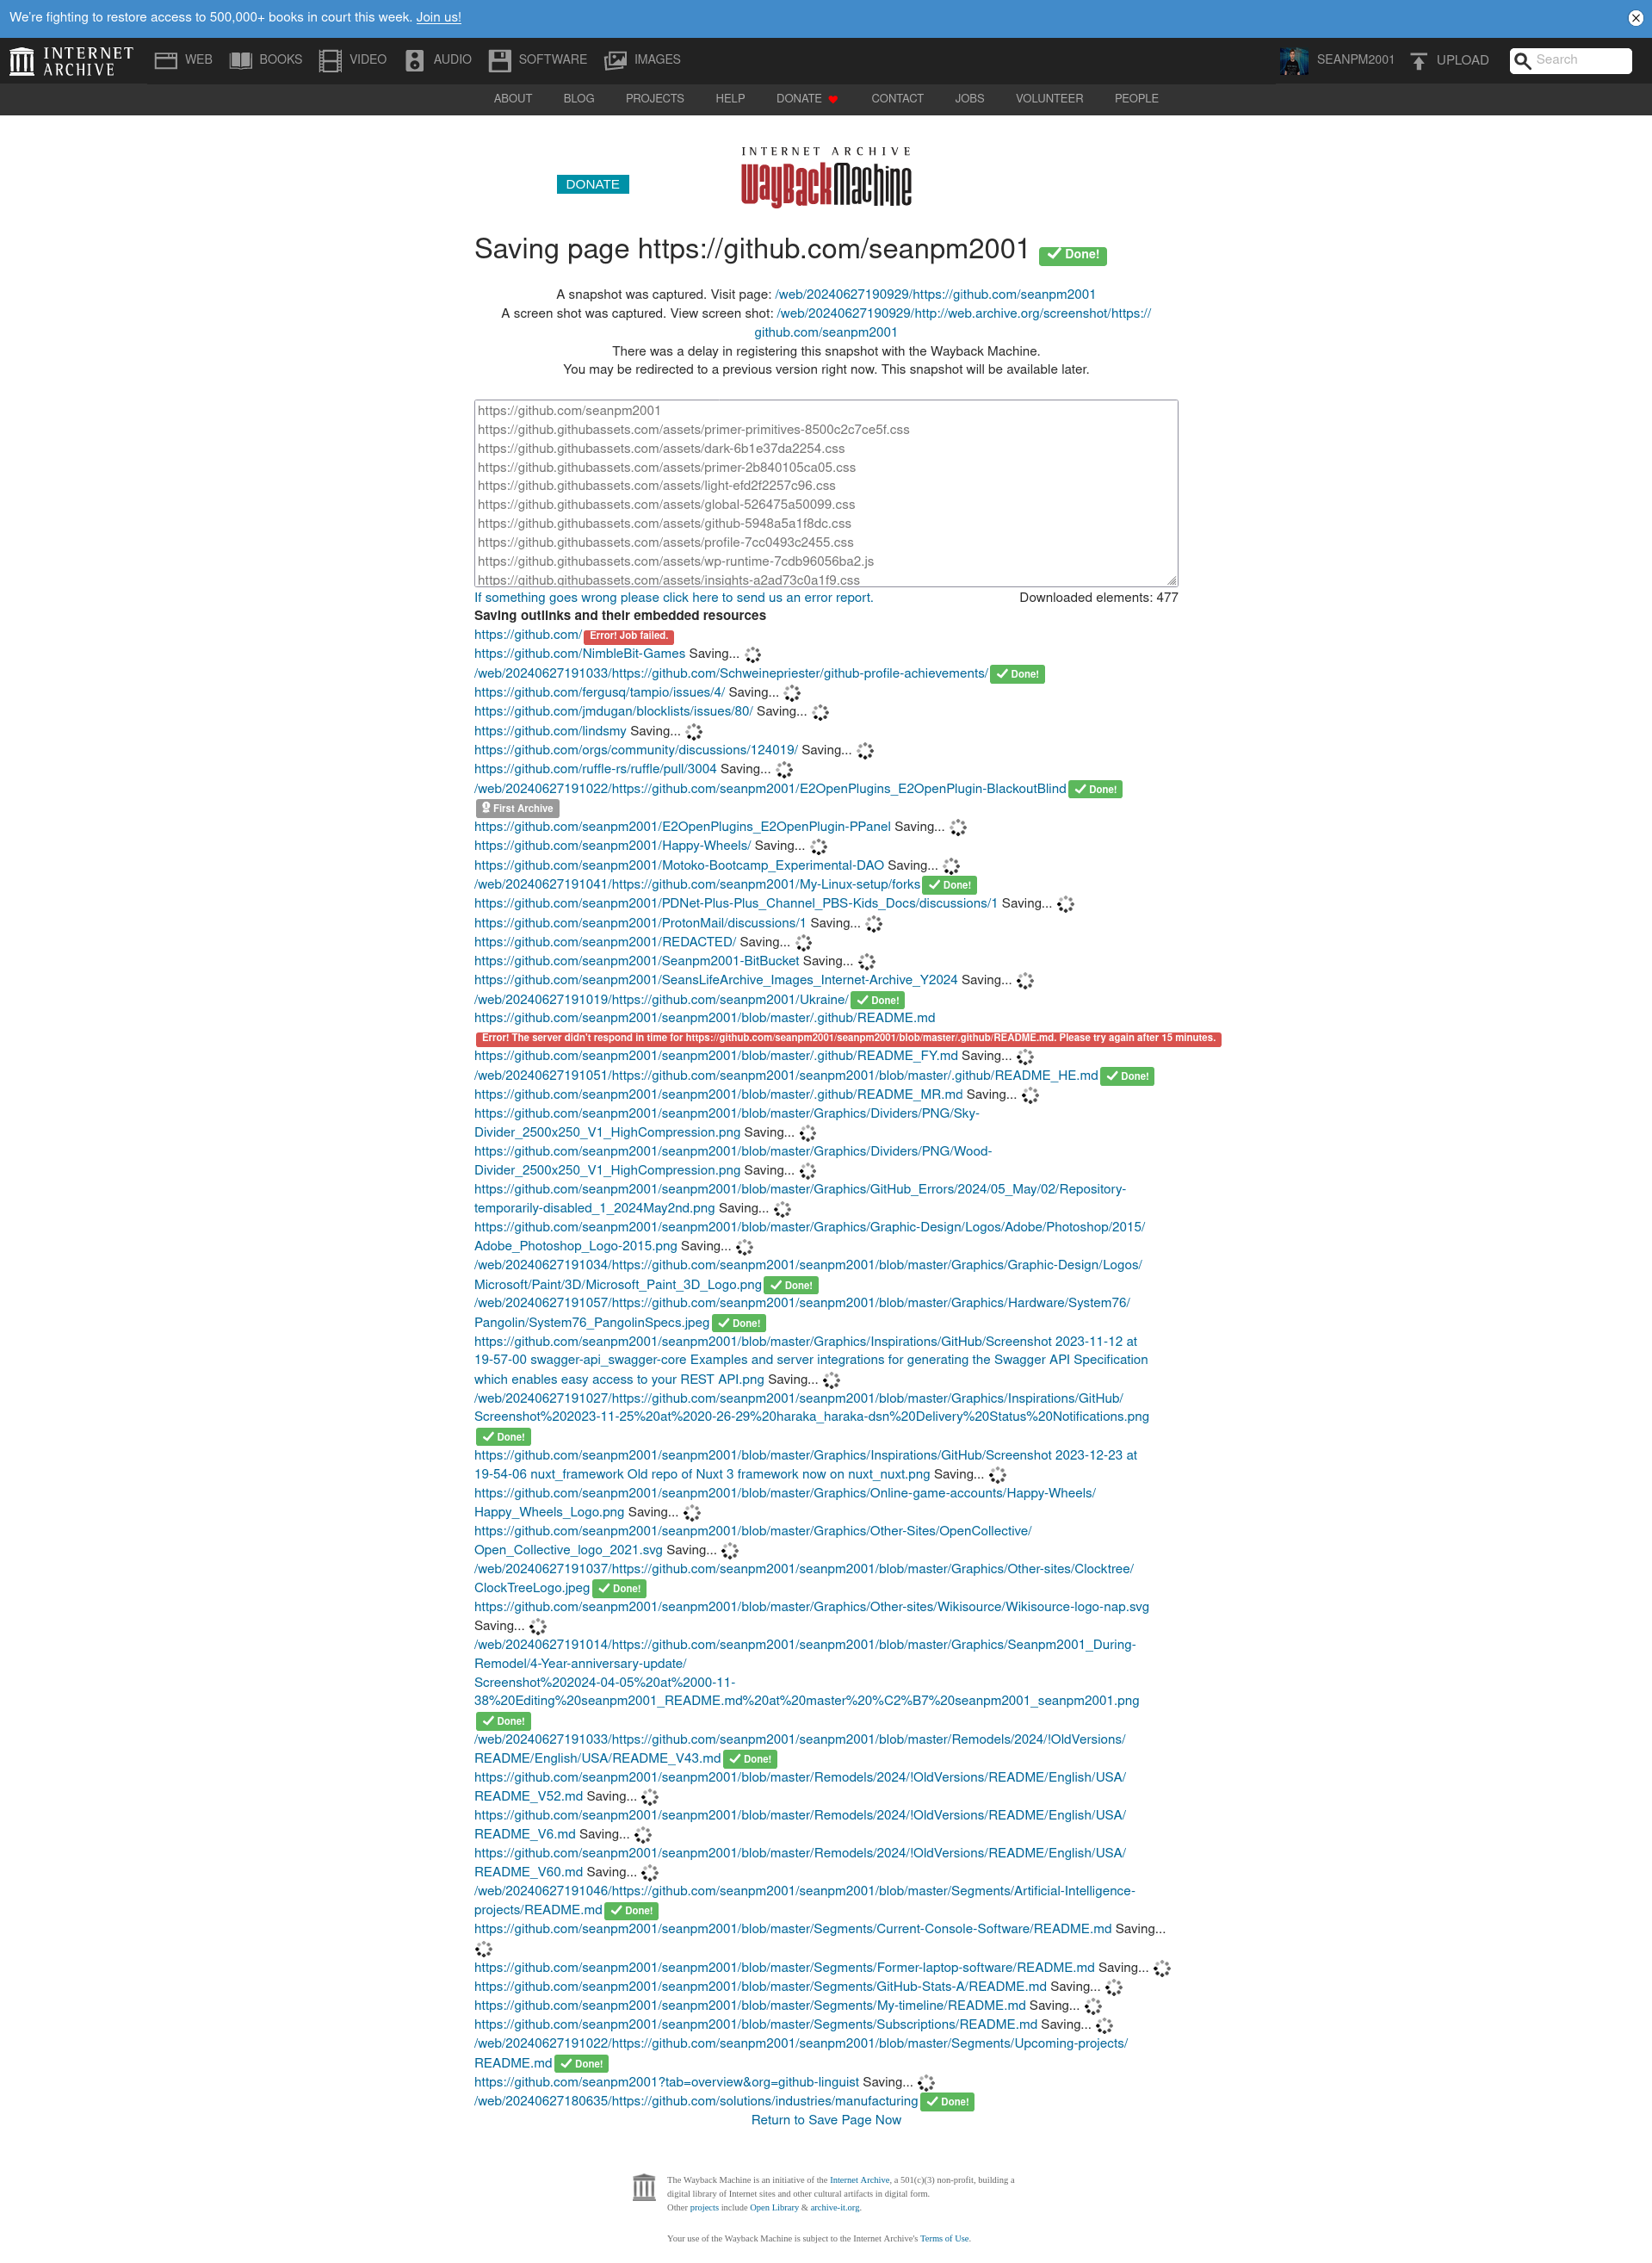 We're fighting to restore access to 500,000+ books in court this week. Join us!
INTERNET ARCHIVE
WEB BOOKS VIDEO AUDIO SOFTWARE IMAGES SEANPM2001 UPLOAD Search
ABOUT BLOG PROJECTS HELP DONATE CONTACT JOBS VOLUNTEER PEOPLE
INTERNET ARCHIVE
DONATE WayBackMachine
Saving page https://github.com/seanpm2001 Done!
A snapshot was captured. Visit page: /web/20240627190929/https://github.com/seanpm2001
A screen shot was captured. View screen shot: /web/20240627190929/http://web.archive.org/screenshot/https://
github.com/seanpm2001
There was a delay in registering this snapshot with the Wayback Machine.
You may be redirected to a previous version right now. This snapshot will be available later.
https://github.com/seanpm2001
https://github.githubassets.com/assets/primer-primitives-8500c2c7ce5f.css
https://github.githubassets.com/assets/dark-6b1e37da2254.css
https://github.githubassets.com/assets/primer-2b840105ca05.css
https://github.githubassets.com/assets/light-efd2f2257c96.css
https://github.githubassets.com/assets/global-526475a50099.css
https://github.githubassets.com/assets/github-5948a5a1f8dc.css
https://github.githubassets.com/assets/profile-7cc0493c2455.css
https://github.githubassets.com/assets/wp-runtime-7cdb96056ba2.js
https://github.githubassets.com/assets/insights-a2ad73c0a1f9.css
If something goes wrong please click here to send us an error report. Downloaded elements: 477
Saving outlinks and their embedded resources
https://github.com/ Error! Job failed.
https://github.com/NimbleBit-Games Saving...
/web/20240627191033/https://github.com/Schweinepriester/github-profile-achievements/ Done!
https://github.com/fergusq/tampio/issues/4/ Saving...
https://github.com/jmdugan/blocklists/issues/80/ Saving...
https://github.com/lindsmy Saving...
https://github.com/orgs/community/discussions/124019/ Saving...
https://github.com/ruffle-rs/ruffle/pull/3004 Saving...
/web/20240627191022/https://github.com/seanpm2001/E2OpenPlugins_E2OpenPlugin-BlackoutBlind Done!
First Archive
https://github.com/seanpm2001/E2OpenPlugins_E2OpenPlugin-PPanel Saving...
https://github.com/seanpm2001/Happy-Wheels/ Saving...
https://github.com/seanpm2001/Motoko-Bootcamp_Experimental-DAO Saving...
/web/20240627191041/https://github.com/seanpm2001/My-Linux-setup/forks Done!
https://github.com/seanpm2001/PDNet-Plus-Plus_Channel_PBS-Kids_Docs/discussions/1 Saving...
https://github.com/seanpm2001/ProtonMail/discussions/1 Saving...
https://github.com/seanpm2001/REDACTED/ Saving...
https://github.com/seanpm2001/Seanpm2001-BitBucket Saving...
https://github.com/seanpm2001/SeansLifeArchive_Images_Internet-Archive_Y2024 Saving...
/web/20240627191019/https://github.com/seanpm2001/Ukraine/ Done!
https://github.com/seanpm2001/seanpm2001/blob/master/.github/README.md
Error! The server didn't respond in time for https://github.com/seanpm2001/seanpm2001/blob/master/.github/README.md. Please try again after 15 minutes.
https://github.com/seanpm2001/seanpm2001/blob/master/.github/README_FY.md Saving...
/web/20240627191051/https://github.com/seanpm2001/seanpm2001/blob/master/.github/README_HE.md Done!
https://github.com/seanpm2001/seanpm2001/blob/master/.github/README_MR.md Saving...
https://github.com/seanpm2001/seanpm2001/blob/master/Graphics/Dividers/PNG/Sky-
Divider_2500x250_V1_HighCompression.png Saving...
https://github.com/seanpm2001/seanpm2001/blob/master/Graphics/Dividers/PNG/Wood-
Divider_2500x250_V1_HighCompression.png Saving...
https://github.com/seanpm2001/seanpm2001/blob/master/Graphics/GitHub_Errors/2024/05_May/02/Repository-
temporarily-disabled_1_2024May2nd.png Saving...
https://github.com/seanpm2001/seanpm2001/blob/master/Graphics/Graphic-Design/Logos/Adobe/Photoshop/2015/
Adobe_Photoshop_Logo-2015.png Saving...
/web/20240627191034/https://github.com/seanpm2001/seanpm2001/blob/master/Graphics/Graphic-Design/Logos/
Microsoft/Paint/3D/Microsoft_Paint_3D_Logo.png Done!
/web/20240627191057/https://github.com/seanpm2001/seanpm2001/blob/master/Graphics/Hardware/System76/
Pangolin/System76_PangolinSpecs.jpeg Done!
https://github.com/seanpm2001/seanpm2001/blob/master/Graphics/Inspirations/GitHub/Screenshot 2023-11-12 at
19-57-00 swagger-api_swagger-core Examples and server integrations for generating the Swagger API Specification
which enables easy access to your REST API.png Saving...
/web/20240627191027/https://github.com/seanpm2001/seanpm2001/blob/master/Graphics/Inspirations/GitHub/
Screenshot%202023-11-25%20at%2020-26-29%20haraka_haraka-dsn%20Delivery%20Status%20Notifications.png
Done!
https://github.com/seanpm2001/seanpm2001/blob/master/Graphics/Inspirations/GitHub/Screenshot 2023-12-23 at
19-54-06 nuxt_framework Old repo of Nuxt 3 framework now on nuxt_nuxt.png Saving...
https://github.com/seanpm2001/seanpm2001/blob/master/Graphics/Online-game-accounts/Happy-Wheels/
Happy_Wheels_Logo.png Saving...
https://github.com/seanpm2001/seanpm2001/blob/master/Graphics/Other-Sites/OpenCollective/
Open_Collective_logo_2021.svg Saving...
/web/20240627191037/https://github.com/seanpm2001/seanpm2001/blob/master/Graphics/Other-sites/Clocktree/
ClockTreeLogo.jpeg Done!
https://github.com/seanpm2001/seanpm2001/blob/master/Graphics/Other-sites/Wikisource/Wikisource-logo-nap.svg
Saving...
/web/20240627191014/https://github.com/seanpm2001/seanpm2001/blob/master/Graphics/Seanpm2001_During-
Remodel/4-Year-anniversary-update/
Screenshot%202024-04-05%20at%2000-11-
38%20Editing%20seanpm2001_README.md%20at%20master%20%C2%B7%20seanpm2001_seanpm2001.png
Done!
/web/20240627191033/https://github.com/seanpm2001/seanpm2001/blob/master/Remodels/2024/!OldVersions/
README/English/USA/README_V43.md Done!
https://github.com/seanpm2001/seanpm2001/blob/master/Remodels/2024/!OldVersions/README/English/USA/
README_V52.md Saving...
https://github.com/seanpm2001/seanpm2001/blob/master/Remodels/2024/!OldVersions/README/English/USA/
README_V6.md Saving...
https://github.com/seanpm2001/seanpm2001/blob/master/Remodels/2024/!OldVersions/README/English/USA/
README_V60.md Saving...
/web/20240627191046/https://github.com/seanpm2001/seanpm2001/blob/master/Segments/Artificial-Intelligence-
projects/README.md Done!
https://github.com/seanpm2001/seanpm2001/blob/master/Segments/Current-Console-Software/README.md Saving...
https://github.com/seanpm2001/seanpm2001/blob/master/Segments/Former-laptop-software/README.md Saving...
https://github.com/seanpm2001/seanpm2001/blob/master/Segments/GitHub-Stats-A/README.md Saving...
https://github.com/seanpm2001/seanpm2001/blob/master/Segments/My-timeline/README.md Saving...
https://github.com/seanpm2001/seanpm2001/blob/master/Segments/Subscriptions/README.md Saving...
/web/20240627191022/https://github.com/seanpm2001/seanpm2001/blob/master/Segments/Upcoming-projects/
README.md Done!
https://github.com/seanpm2001?tab=overview&org=github-linguist Saving...
/web/20240627180635/https://github.com/solutions/industries/manufacturing Done!
Return to Save Page Now
The Wayback Machine is an initiative of the Internet Archive, a 501(c)(3) non-profit, building a
digital library of Internet sites and other cultural artifacts in digital form.
Other projects include Open Library & archive-it.org.
Your use of the Wayback Machine is subject to the Internet Archive's Terms of Use.